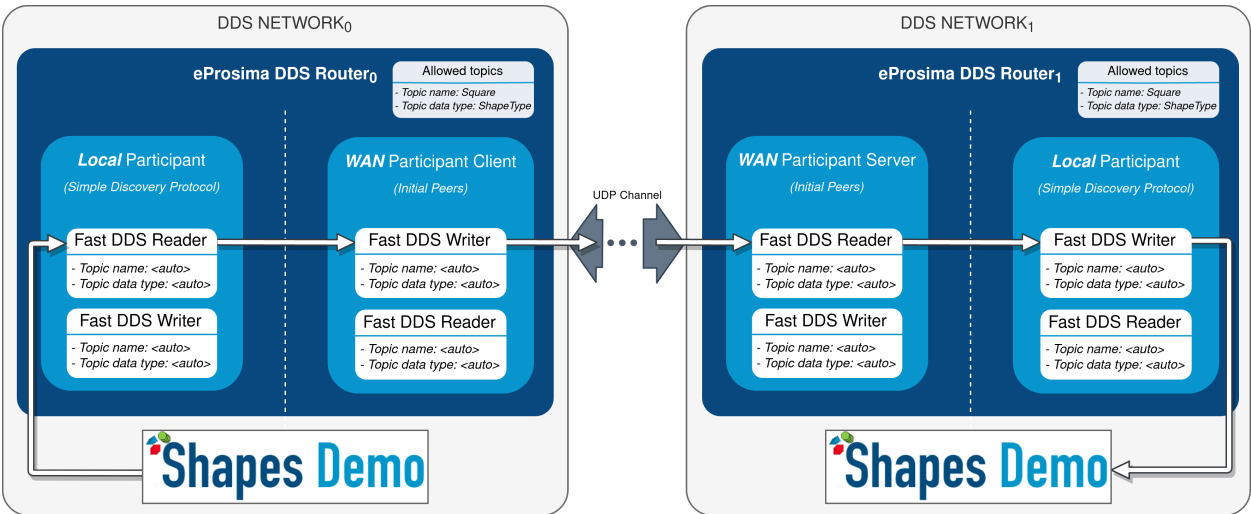 DDS NETWORK0
eProsima DDS Router0
Allowed topics
- Topic name: Square
- Topic data type: ShapeType
Local Participant
(Simple Discovery Protocol)
Fast DDS Reader
- Topic name: <auto>
- Topic data type: <auto>
Fast DDS Writer
- Topic name: <auto>
- Topic data type: <auto>
WAN Participant Client
(Initial Peers)
Fast DDS Writer
- Topic name: <auto>
- Topic data type: <auto>
Fast DDS Reader
- Topic name: <auto>
- Topic data type: <auto>
Shapes Demo
UDP Channel
DDS NETWORK1
eProsima DDS Router1
Allowed topics
- Topic name: Square
- Topic data type: ShapeType
WAN Participant Server
(Initial Peers)
Fast DDS Reader
- Topic name: <auto>
- Topic data type: <auto>
Fast DDS Writer
- Topic name: <auto>
- Topic data type: <auto>
Local Participant
(Simple Discovery Protocol)
Fast DDS Writer
- Topic name: <auto>
- Topic data type: <auto>
Fast DDS Reader
- Topic name: <auto>
- Topic data type: <auto>
Shapes Demo